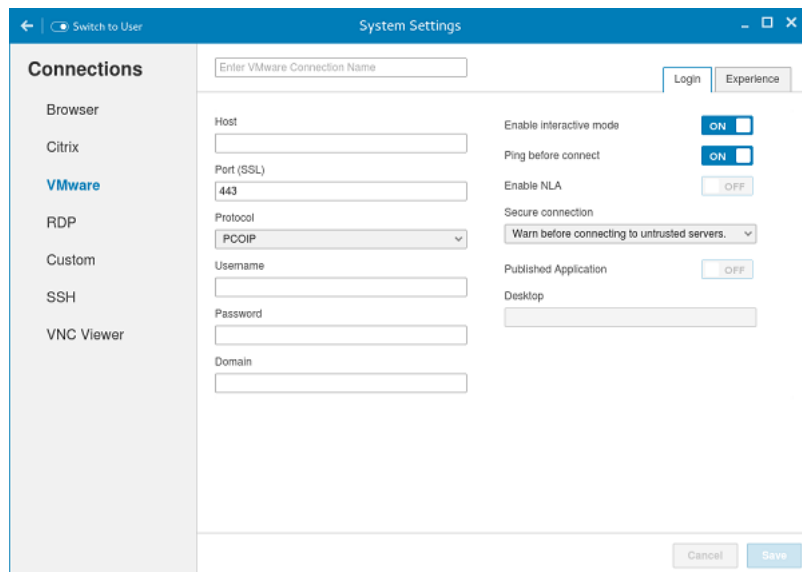 Switch to User
System Settings
Connections
Browser
Citrix
VMware
RDP
Custom
SSH
VNC Viewer
Enter VMware Connection Name
Login
Experience
Host
Port (SSL)
443
Protocol
PCOIP
Username
Password
Domain
Enable interactive mode
ON
Ping before connect
ON
Enable NLA
OFF
Secure connection
Warn before connecting to untrusted servers.
Published Application
OFF
Desktop
Cancel
Save